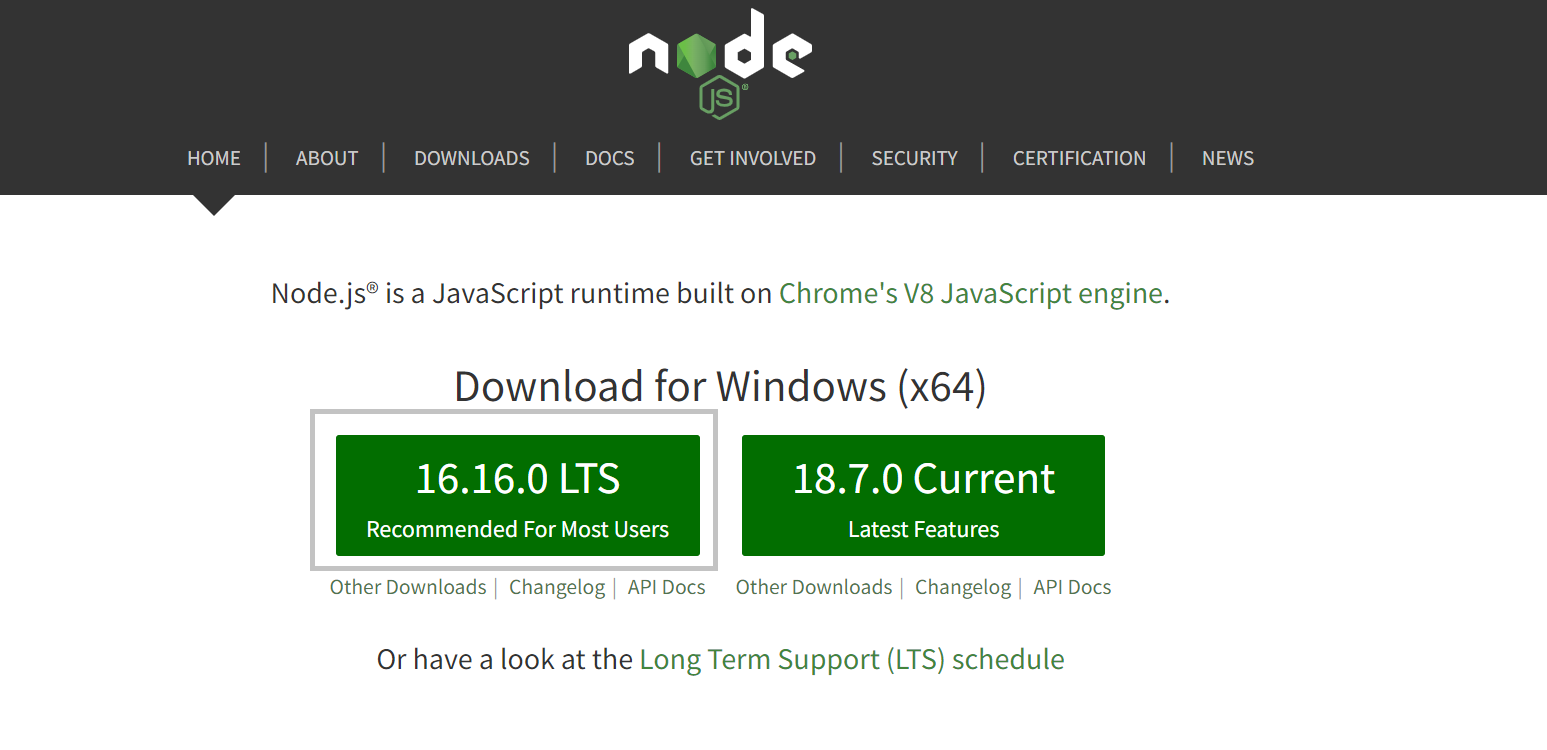 node
JS®
HOME | ABOUT | DOWNLOADS | DOCS | GET INVOLVED | SECURITY | CERTIFICATION | NEWS
Node.js® is a JavaScript runtime built on Chrome's V8 JavaScript engine.
Download for Windows (x64)
16.16.0 LTS
Recommended For Most Users
18.7.0 Current
Latest Features
Other Downloads | Changelog | API Docs
Other Downloads | Changelog | API Docs
Or have a look at the Long Term Support (LTS) schedule